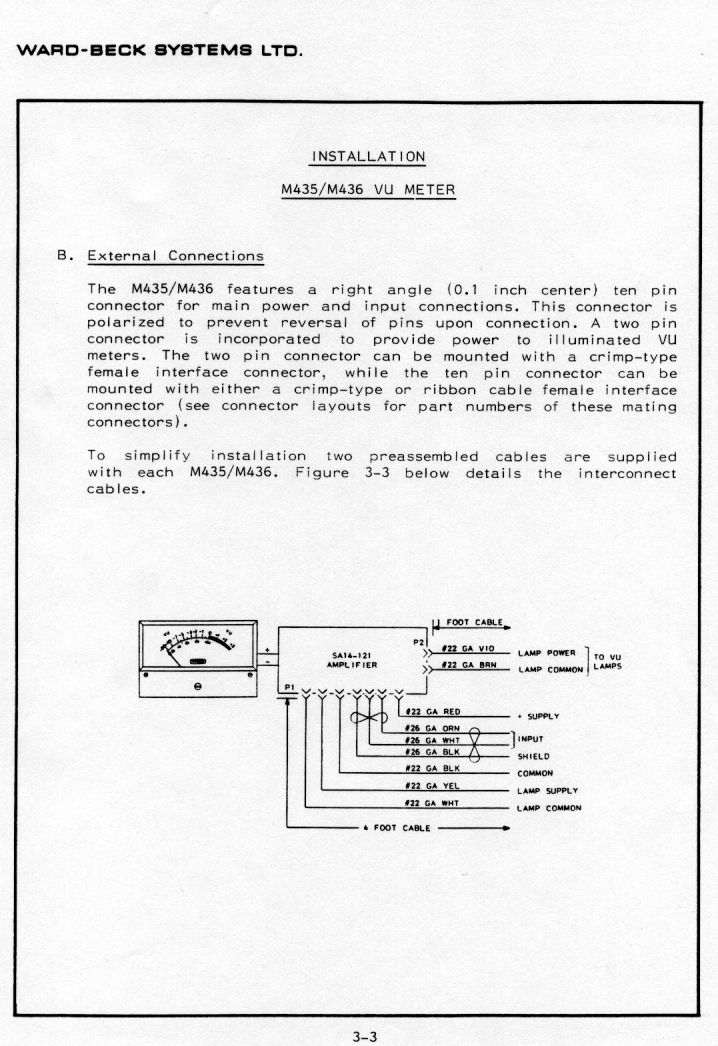 WARD-BECK SYSTEMS LTD.
INSTALLATION
M435/M436 VU METER
B. External Connections
The M435/M436 features a right angle (0.1 inch center) ten pin
connector for main power and input connections. This connector is
polarized to prevent reversal of pins upon connection. A two pin
connector is incorporated to provide power to illuminated VU
meters. The two pin connector can be mounted with a crimp-type
female interface connector, while the ten pin connector can be
mounted with either a crimp-type or ribbon cable female interface
connector (see connector layouts for part numbers of these mating
connectors).
To simplify installation two preassembled cables are supplied
with each M435/M436. Figure 3-3 below details the interconnect
cables.
FOOT CABLE
P2
#22 GA VIO
LAMP POWER
#22 GA BRN
LAMP COMMON
TO VU
LAMPS
VU
VU
+
-
SA14-121
AMPLIFIER
P1
#22 GA RED
+ SUPPLY
#26 GA ORN
#26 GA WHT
INPUT
#26 GA BLK
SHIELD
#22 GA BLK
COMMON
#22 GA YEL
LAMP SUPPLY
#22 GA WHT
LAMP COMMON
4 FOOT CABLE
3-3